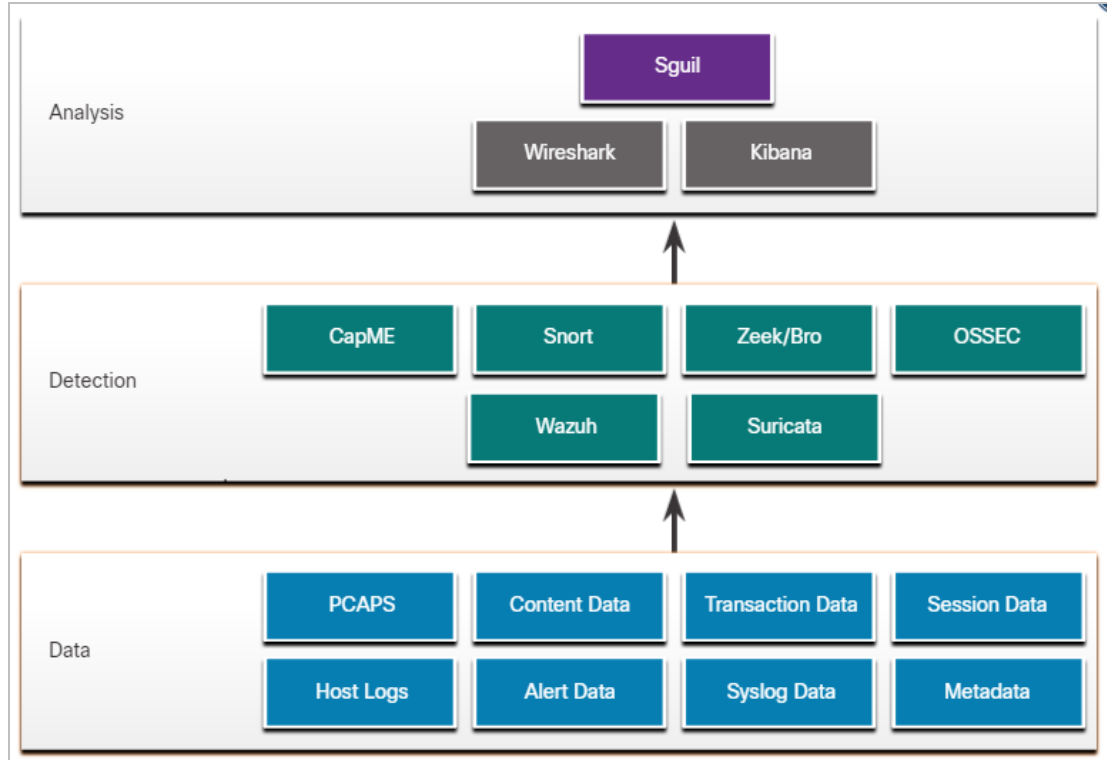 Sguil
Analysis
Wireshark Kibana
CapME Snort Zeek/Bro OSSEC
Detection
Wazuh Suricata
PCAPS Content Data Transaction Data Session Data
Data
Host Logs Alert Data Syslog Data Metadata